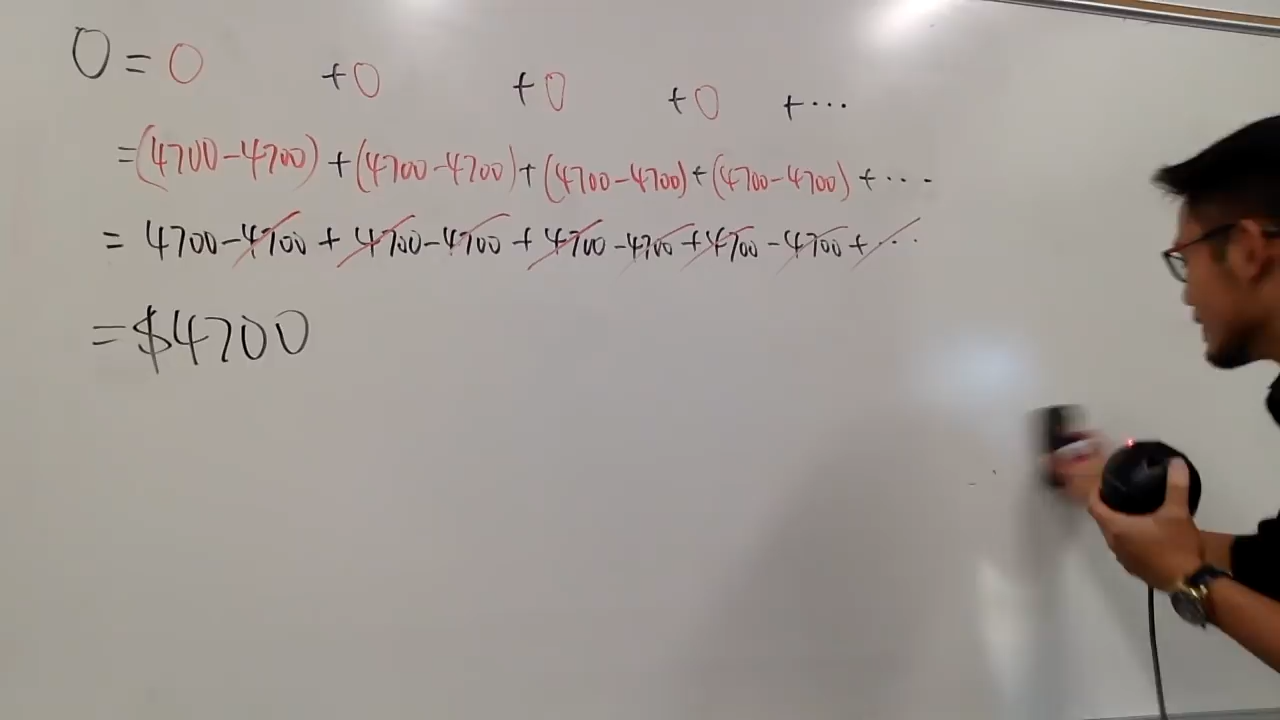 0 = 0 + 0 + 0 + 0 + ...
= (4700 - 4700) + (4700 - 4700) + (4700 - 4700) + (4700 - 4700) + ...
= 4700 - 4700 + 4700 - 4700 + 4700 - 4700 + 4700 - 4700 + ...
= $4700